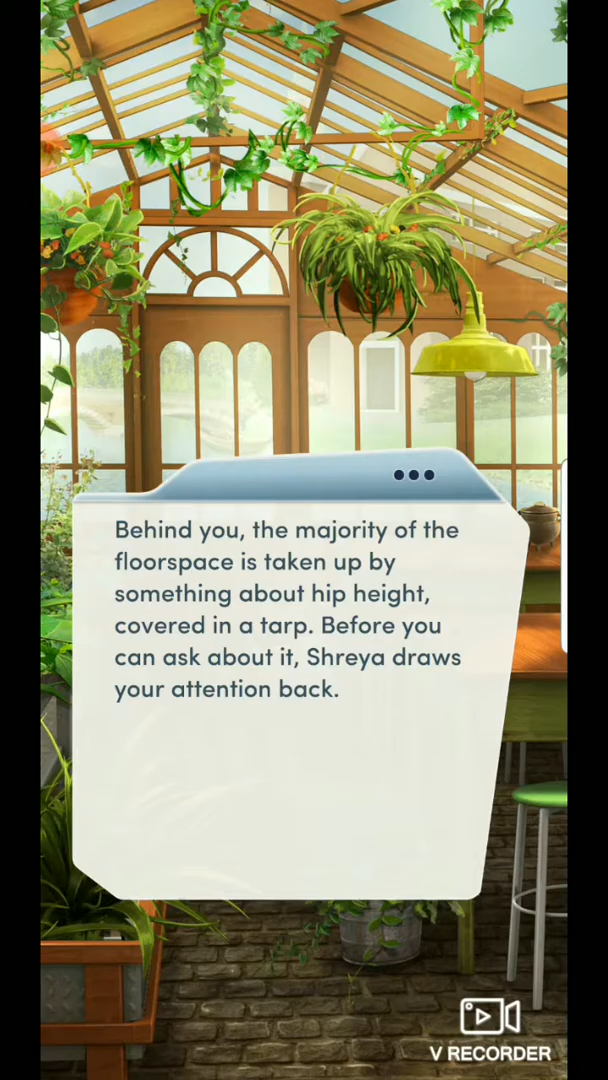 Behind you, the majority of the
floorspace is taken up by
something about hip height,
covered in a tarp. Before you
can ask about it, Shreya draws
your attention back.
V RECORDER